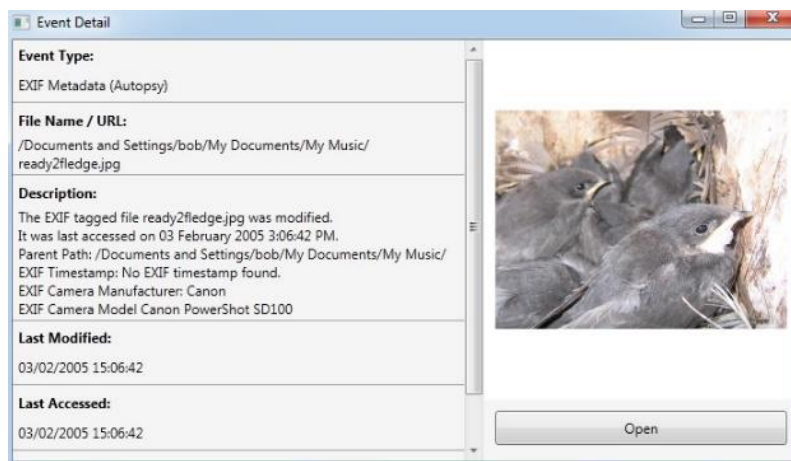 Event Detail
Event Type:
EXIF Metadata (Autopsy)
File Name / URL:
/Documents and Settings/bob/My Documents/My Music/
ready2fledge.jpg
Description:
The EXIF tagged file ready2fledge.jpg was modified.
It was last accessed on 03 February 2005 3:06:42 PM.
Parent Path: /Documents and Settings/bob/My Documents/My Music/
EXIF Timestamp: No EXIF timestamp found.
EXIF Camera Manufacturer: Canon
EXIF Camera Model Canon PowerShot SD100
Last Modified:
03/02/2005 15:06:42
Last Accessed:
03/02/2005 15:06:42
Open